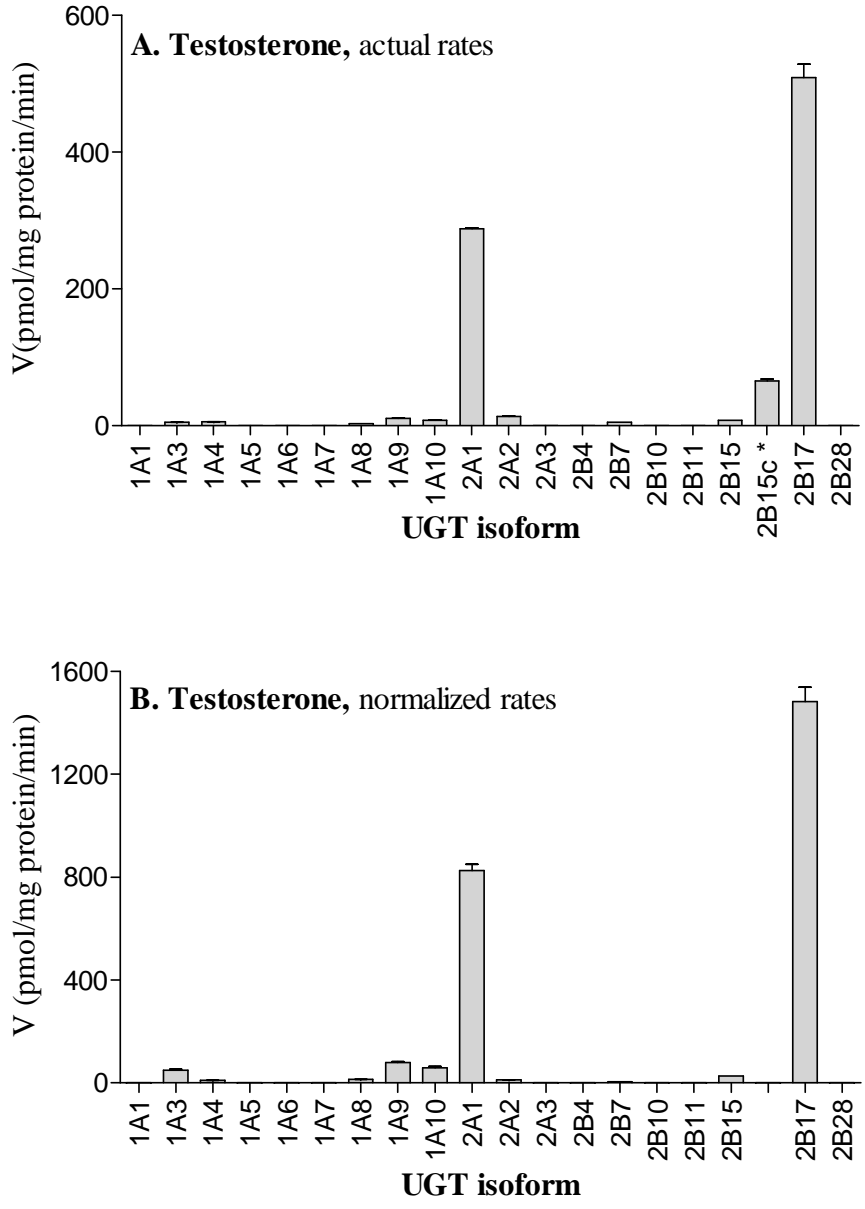 A. Testosterone, actual rates
V(pmol/mg protein/min)
600
400
200
0
1A1 1A3 1A4 1A5 1A6 1A7 1A8 1A9 1A10 2A1 2A2 2A3 2B4 2B7 2B10 2B11 2B15 2B15c* 2B17 2B28
UGT isoform
B. Testosterone, normalized rates
V (pmol/mg protein/min)
1600
1200
800
400
0
1A1 1A3 1A4 1A5 1A6 1A7 1A8 1A9 1A10 2A1 2A2 2A3 2B4 2B7 2B10 2B11 2B15 2B17 2B28
UGT isoform